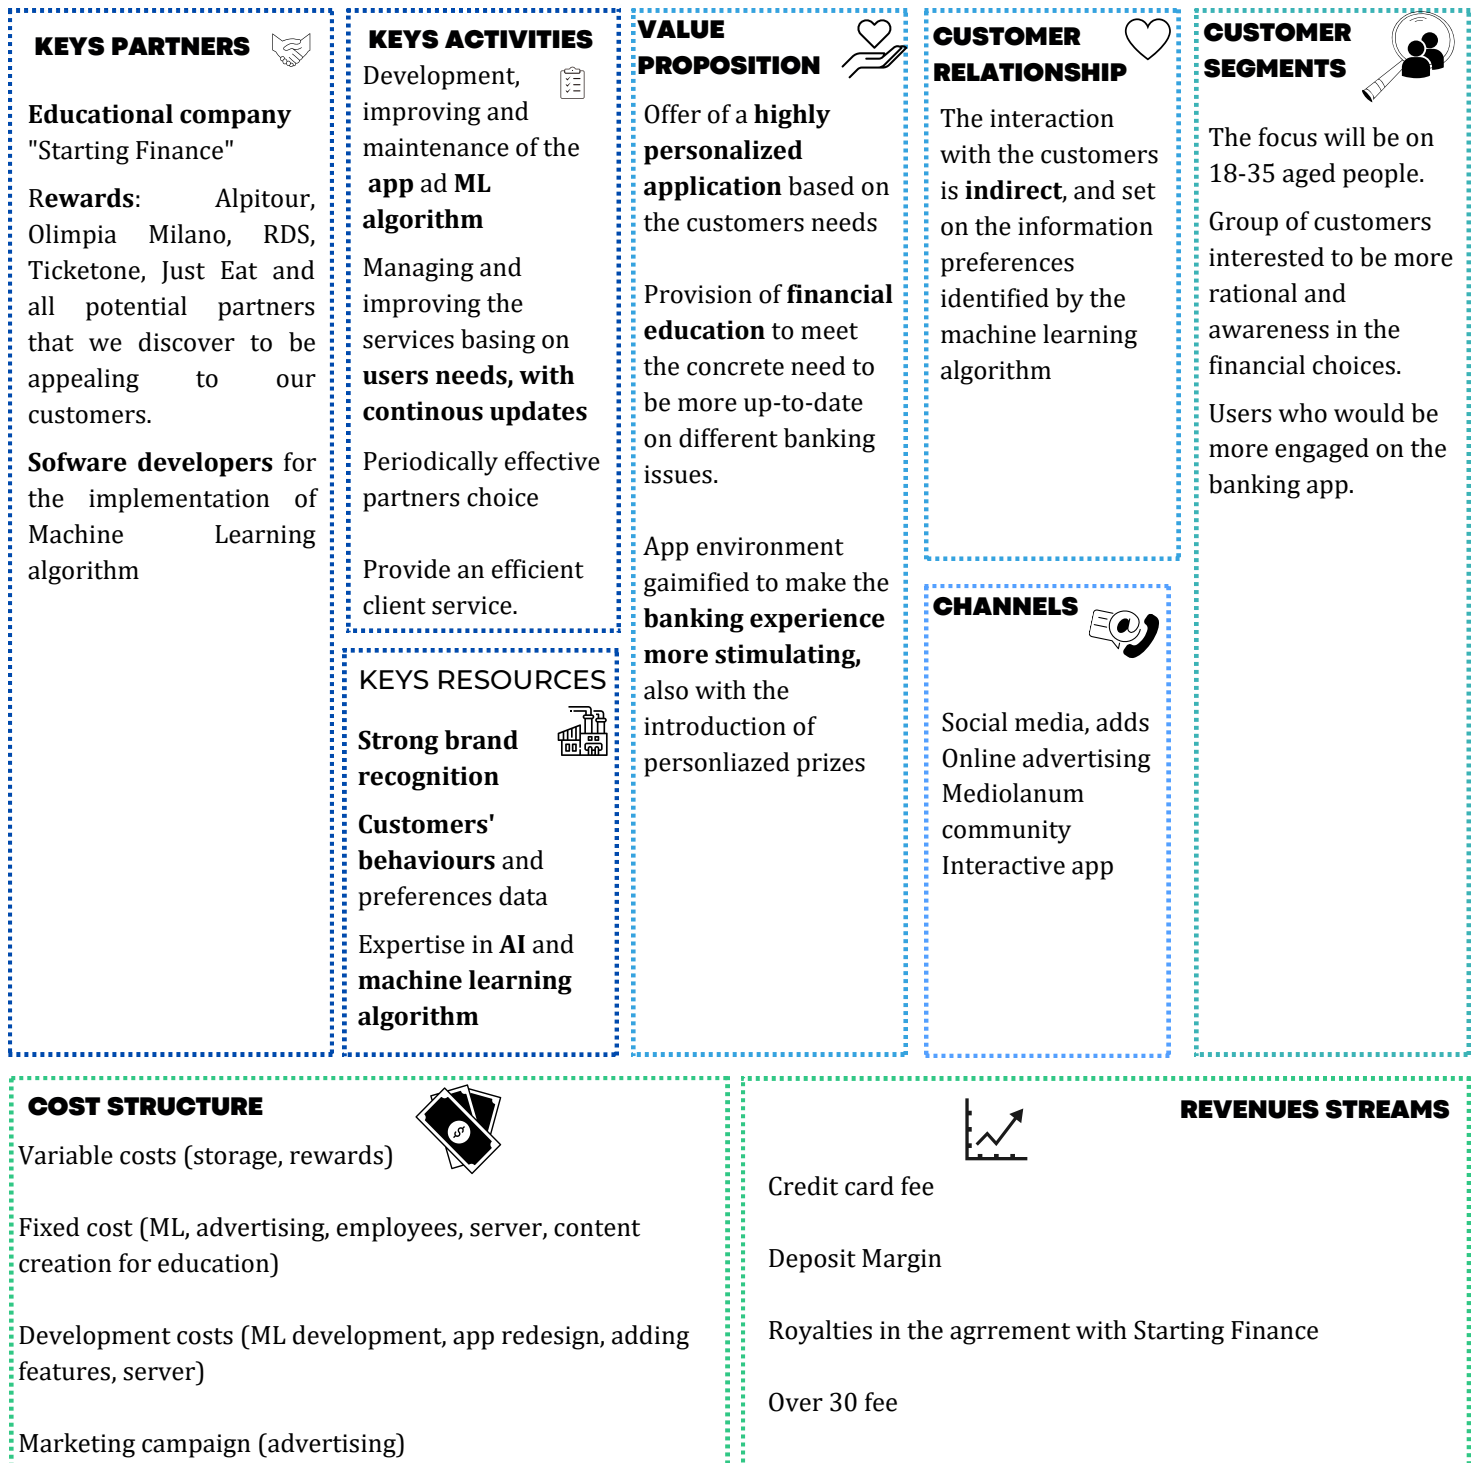 KEYS PARTNERS
Educational company
"Starting Finance"
Rewards: Alpitour,
Olimpia Milano, RDS,
Ticketone, Just Eat and
all potential partners
that we discover to be
appealing to our
customers.
Sofware developers for
the implementation of
Machine Learning
algorithm
KEYS ACTIVITIES
Development,
improving and
maintenance of the
app ad ML
algorithm
Managing and
improving the
services basing on
users needs, with
continous updates
Periodically effective
partners choice
Provide an efficient
client service.
KEYS RESOURCES
Strong brand
recognition
Customers'
behaviours and
preferences data
Expertise in AI and
machine learning
algorithm
VALUE
PROPOSITION
Offer of a highly
personalized
application based on
the customers needs
Provision of financial
education to meet
the concrete need to
be more up-to-date
on different banking
issues.
App environment
gaimified to make the
banking experience
more stimulating,
also with the
introduction of
personliazed prizes
CUSTOMER
RELATIONSHIP
The interaction
with the customers
is indirect, and set
on the information
preferences
identified by the
machine learning
algorithm
CHANNELS
Social media, adds
Online advertising
Mediolanum
community
Interactive app
CUSTOMER
SEGMENTS
The focus will be on
18-35 aged people.
Group of customers
interested to be more
rational and
awareness in the
financial choices.
Users who would be
more engaged on the
banking app.
COST STRUCTURE
Variable costs (storage, rewards)
Fixed cost (ML, advertising, employees, server, content
creation for education)
Development costs (ML development, app redesign, adding
features, server)
Marketing campaign (advertising)
REVENUES STREAMS
Credit card fee
Deposit Margin
Royalties in the agrrement with Starting Finance
Over 30 fee